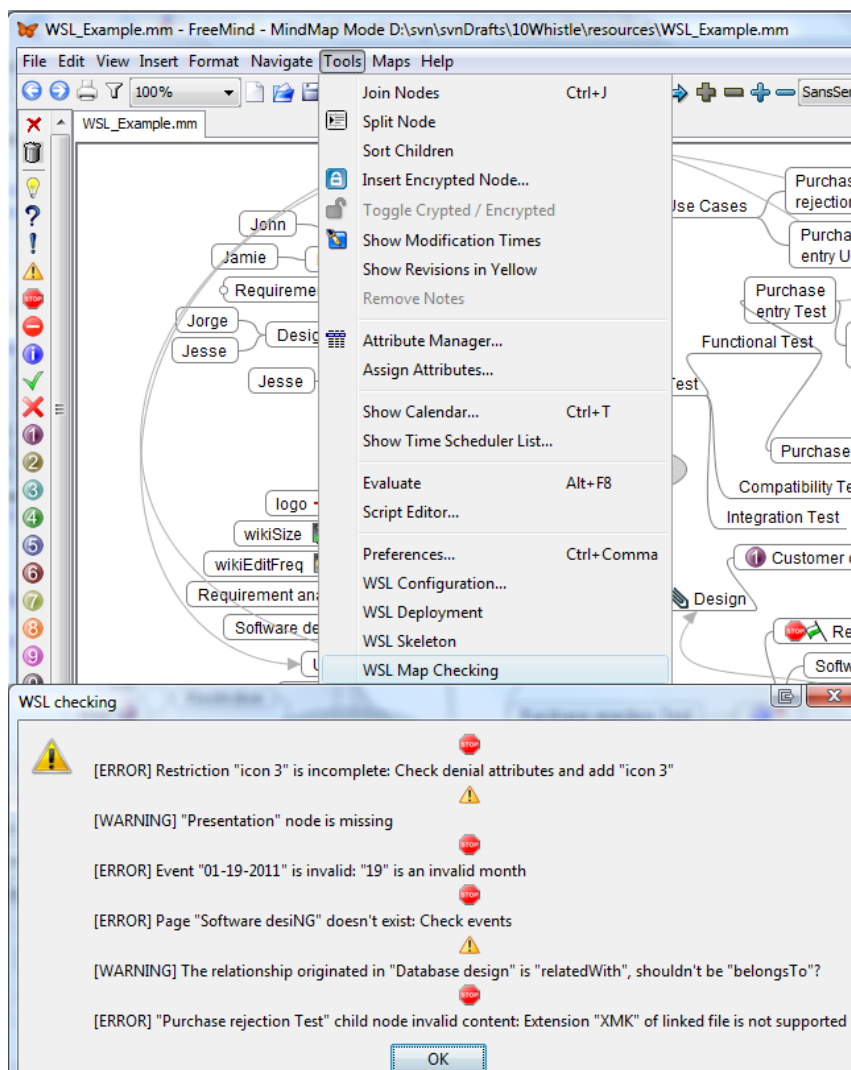 WSL_Example.mm - FreeMind - MindMap Mode D:\svn\svnDrafts\10Whistle\resources\WSL_Example.mm
File Edit View Insert Format Navigate Tools Maps Help
100%
SansSer
WSL_Example.mm
Join Nodes Ctrl+J
Split Node
Sort Children
Insert Encrypted Node...
Toggle Crypted / Encrypted
Show Modification Times
Show Revisions in Yellow
Remove Notes
Attribute Manager...
Assign Attributes...
Show Calendar... Ctrl+T
Show Time Scheduler List...
Evaluate Alt+F8
Script Editor...
Preferences... Ctrl+Comma
WSL Configuration...
WSL Deployment
WSL Skeleton
WSL Map Checking
John
Jamie
Requireme
Jorge
Desig
Jesse
Jesse
logo
wikiSize
wikiEditFreq
Requirement ana
Software de
U
Use Cases
Purchas
rejection
Purcha
entry U
Purchase
entry Test
Functional Test
Test
Purchase
Compatibility Te
Integration Test
1 Customer
Design
STOP Re
Softw
WSL checking
STOP
[ERROR] Restriction "icon 3" is incomplete: Check denial attributes and add "icon 3"
[WARNING] "Presentation" node is missing
STOP
[ERROR] Event "01-19-2011" is invalid: "19" is an invalid month
STOP
[ERROR] Page "Software desiNG" doesn't exist: Check events
[WARNING] The relationship originated in "Database design" is "relatedWith", shouldn't be "belongsTo"?
STOP
[ERROR] "Purchase rejection Test" child node invalid content: Extension "XMK" of linked file is not supported
OK